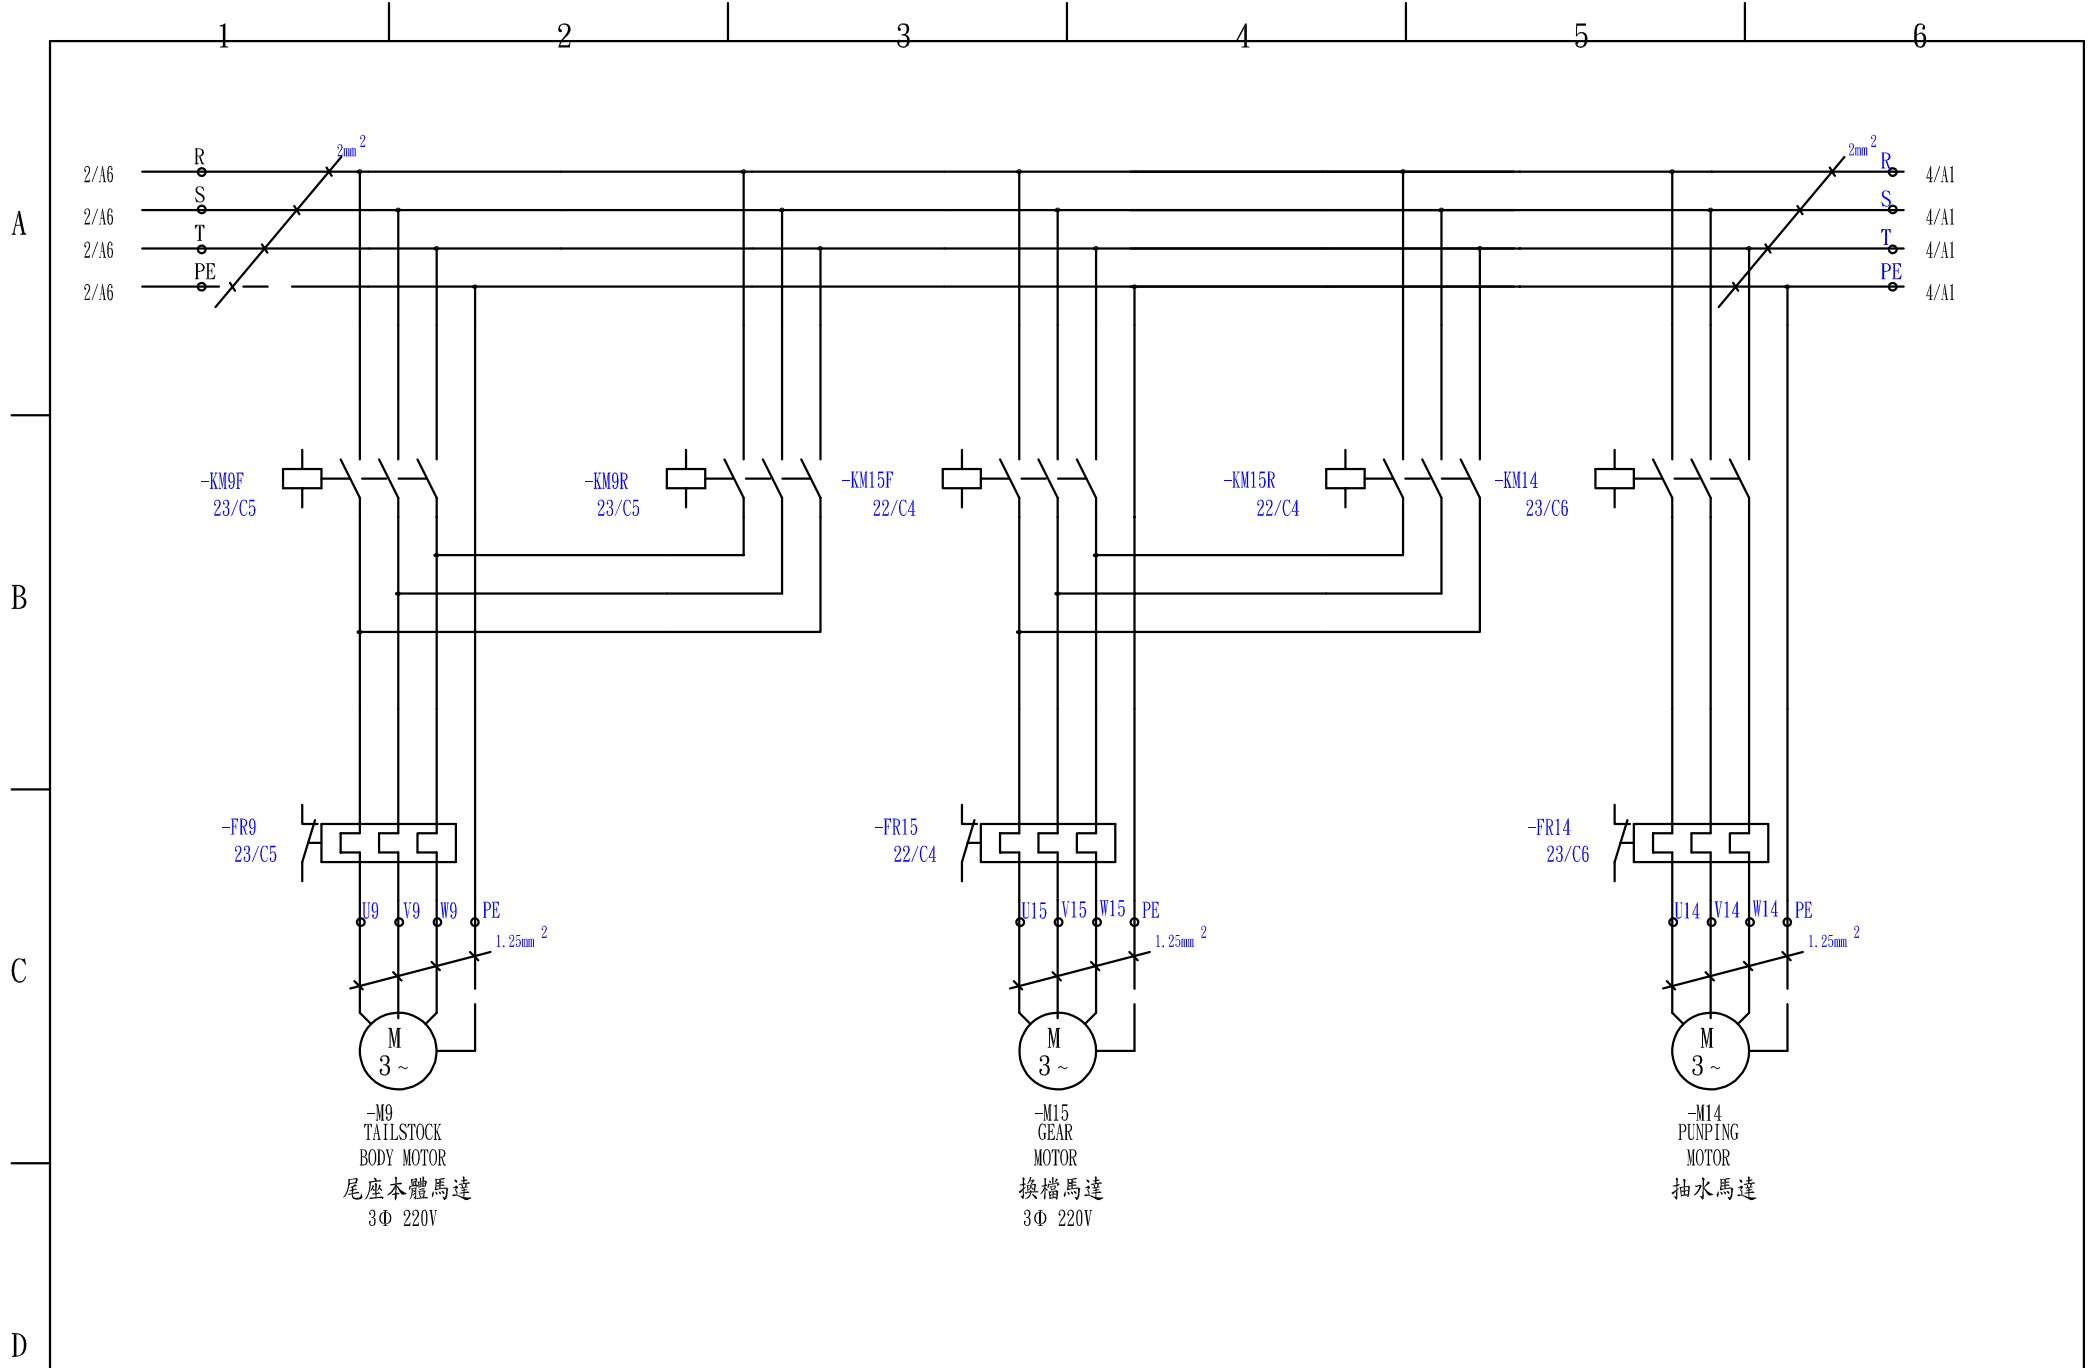 1 2 3 4 5 6
2mm 2
2mm 2
2/A6 R
R 4/A1
2/A6 S
S 4/A1
2/A6 T
T 4/A1
2/A6 PE
PE 4/A1
A
-KM9F
23/C5
-KM9R
23/C5
-KM15F
22/C4
-KM15R
22/C4
-KM14
23/C6
B
-FR9
23/C5
-FR15
22/C4
-FR14
23/C6
U9 V9 W9 PE
1.25mm 2
U15 V15 W15 PE
1.25mm 2
U14 V14 W14 PE
1.25mm 2
C
M
3 ~
M
3 ~
M
3 ~
-M9
TAILSTOCK
BODY MOTOR
尾座本體馬達
3Φ 220V
-M15
GEAR
MOTOR
換檔馬達
3Φ 220V
-M14
PUNPING
MOTOR
抽水馬達
D